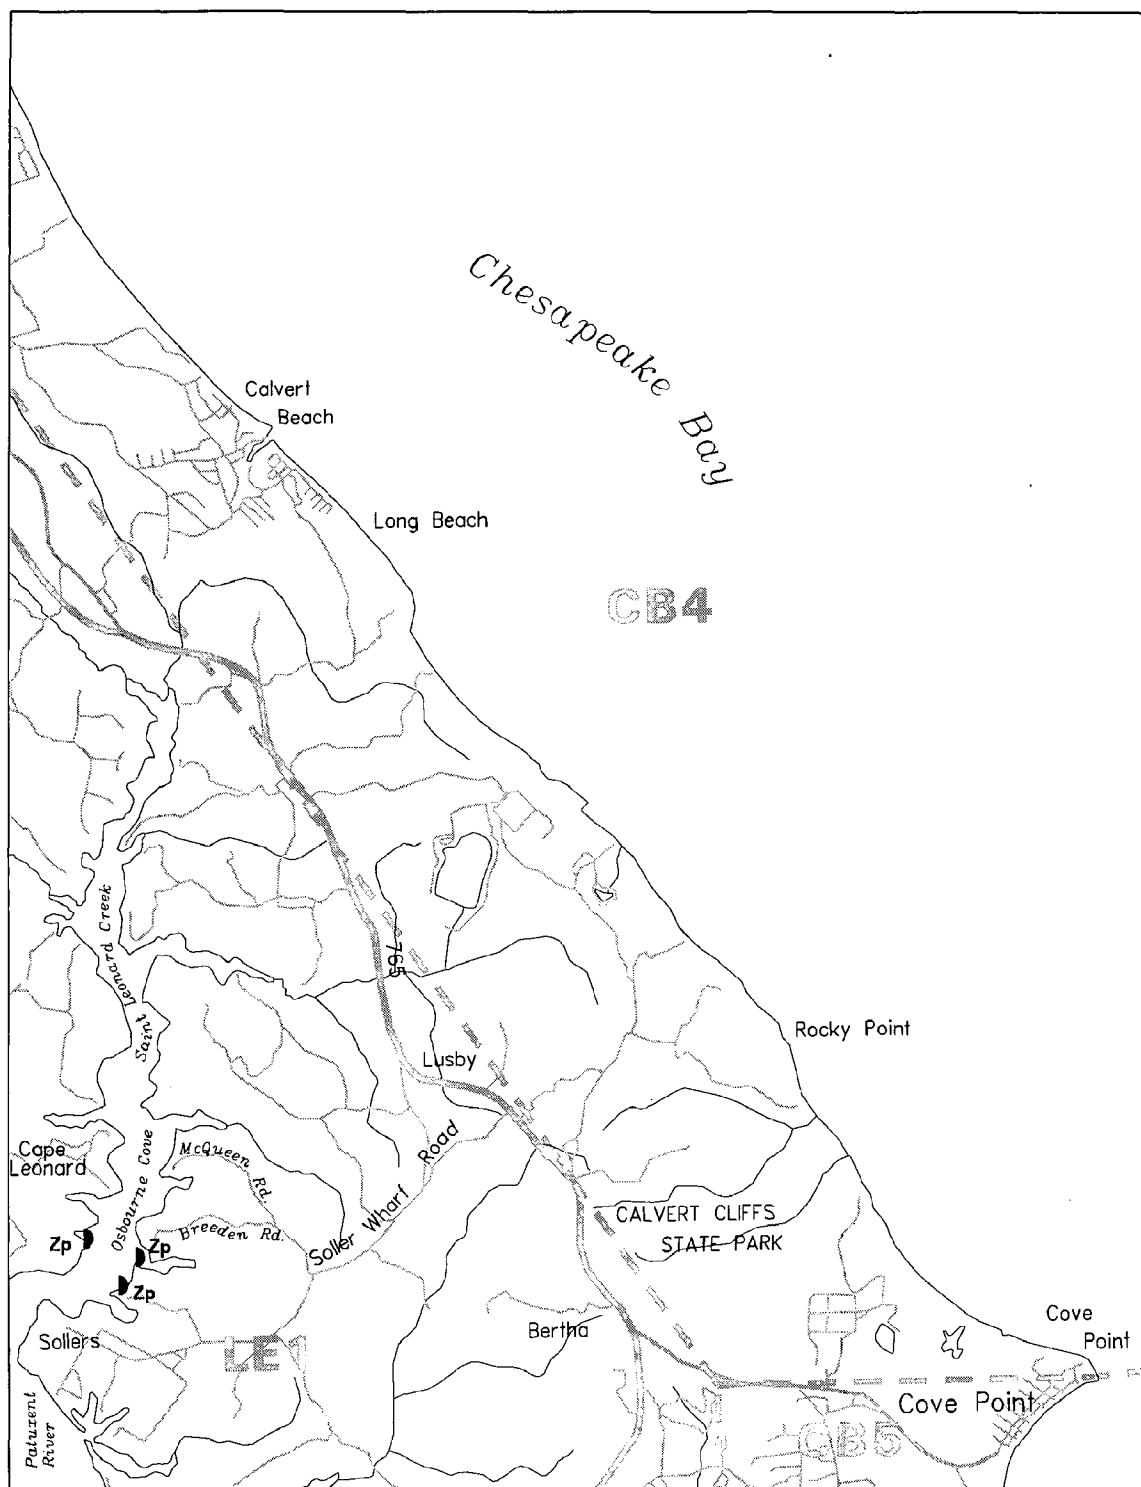 Chesapeake Bay
Calvert
Beach
Long Beach
CB4
Saint Leonard Creek
765
Rocky Point
Lusby
Cape
Leonard
Osbourne Cove
McQueen Rd.
Soller Wharf Road
Breeden Rd.
Zp
Zp
Zp
CALVERT CLIFFS
STATE PARK
Sollers
LE1
Bertha
Cove
Point
Cove Point
CB5
Patuxent
River